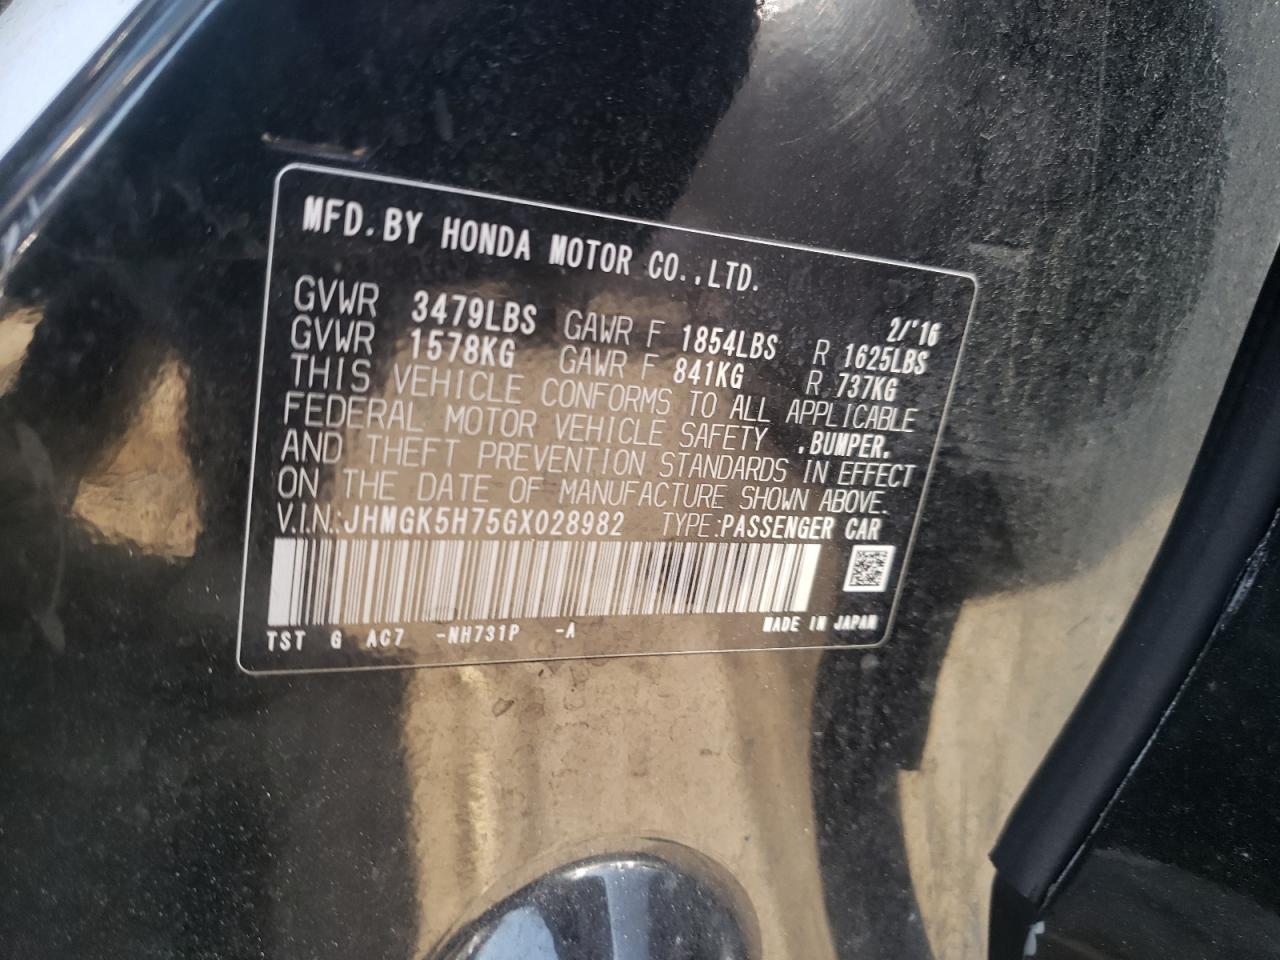 MFD. BY HONDA MOTOR CO., LTD.
2/'16
GVWR 3479LBS GAWR F 1854LBS R 1625LBS
GVWR 1578KG GAWR F 841KG R 737KG
THIS VEHICLE CONFORMS TO ALL APPLICABLE
FEDERAL MOTOR VEHICLE SAFETY ,BUMPER,
AND THEFT PREVENTION STANDARDS IN EFFECT
ON THE DATE OF MANUFACTURE SHOWN ABOVE.
V.I.N.:JHMGK5H75GX028982 TYPE:PASSENGER CAR
TST G AC7 -NH731P -A MADE IN JAPAN